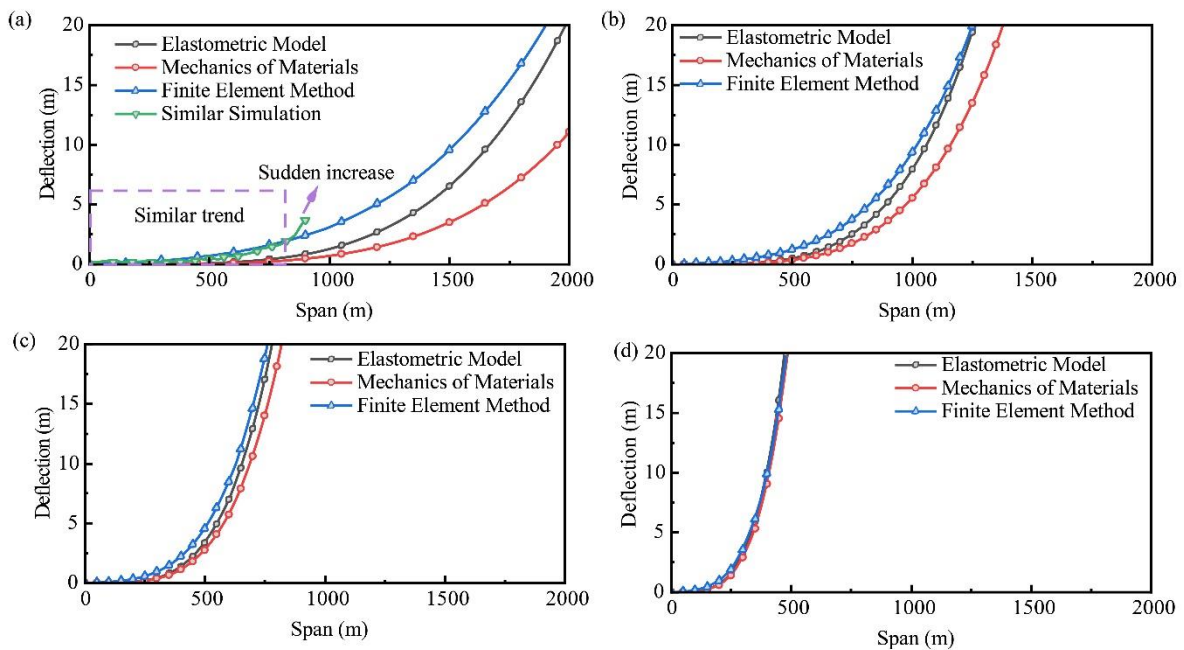 (a)
20
15
10
5
0
Deflection (m)
Elastometric Model
Mechanics of Materials
Finite Element Method
Similar Simulation
Sudden increase
Similar trend
0
500
1000
1500
2000
Span (m)
(b)
20
15
10
5
0
Deflection (m)
Elastometric Model
Mechanics of Materials
Finite Element Method
0
500
1000
1500
2000
Span (m)
(c)
20
15
10
5
0
Deflection (m)
Elastometric Model
Mechanics of Materials
Finite Element Method
0
500
1000
1500
2000
Span (m)
(d)
20
15
10
5
0
Deflection (m)
Elastometric Model
Mechanics of Materials
Finite Element Method
0
500
1000
1500
2000
Span (m)